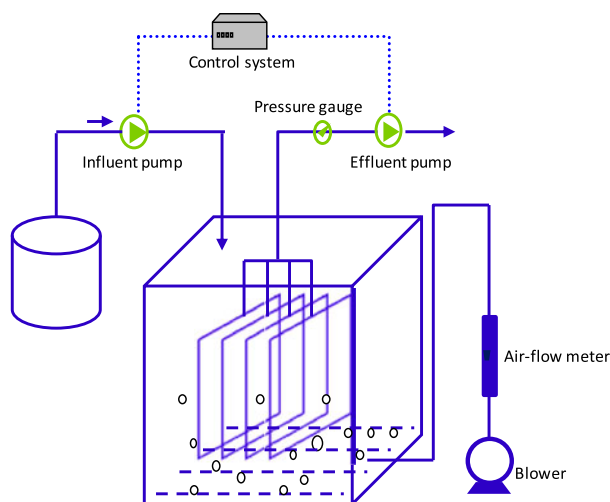 Control system
Pressure gauge
Influent pump
Effluent pump
Air-flow meter
Blower